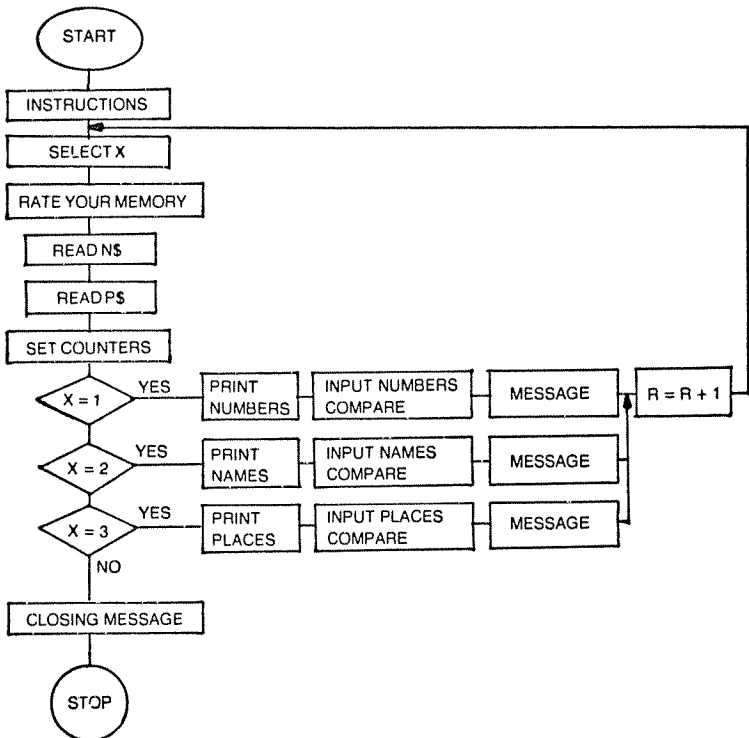 START
INSTRUCTIONS
SELECT X
RATE YOUR MEMORY
READ N$
READ P$
SET COUNTERS
X = 1
YES
PRINT
NUMBERS
INPUT NUMBERS
COMPARE
MESSAGE
R = R + 1
X = 2
YES
PRINT
NAMES
INPUT NAMES
COMPARE
MESSAGE
X = 3
YES
PRINT
PLACES
INPUT PLACES
COMPARE
MESSAGE
NO
CLOSING MESSAGE
STOP